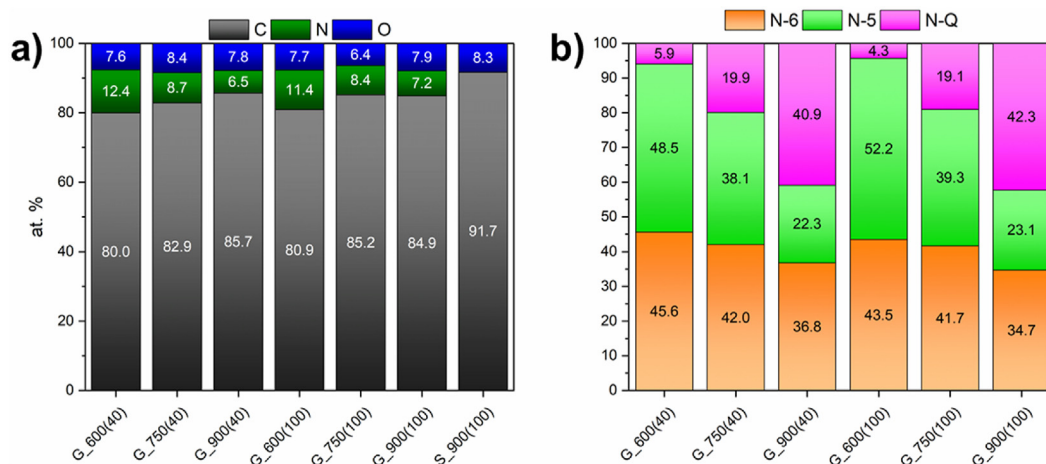 a)
C N O
at. %
100
80
60
40
20
0
7.6 8.4 7.8 7.7 6.4 7.9 8.3
12.4 8.7 6.5 11.4 8.4 7.2
80.0 82.9 85.7 80.9 85.2 84.9 91.7
G_600(40) G_750(40) G_900(40) G_600(100) G_750(100) G_900(100) S_900(100)
b)
N-6 N-5 N-Q
100
90
80
70
60
50
40
30
20
10
0
5.9 19.9 40.9 4.3 19.1 42.3
48.5 38.1 22.3 52.2 39.3 23.1
45.6 42.0 36.8 43.5 41.7 34.7
G_600(40) G_750(40) G_900(40) G_600(100) G_750(100) G_900(100)